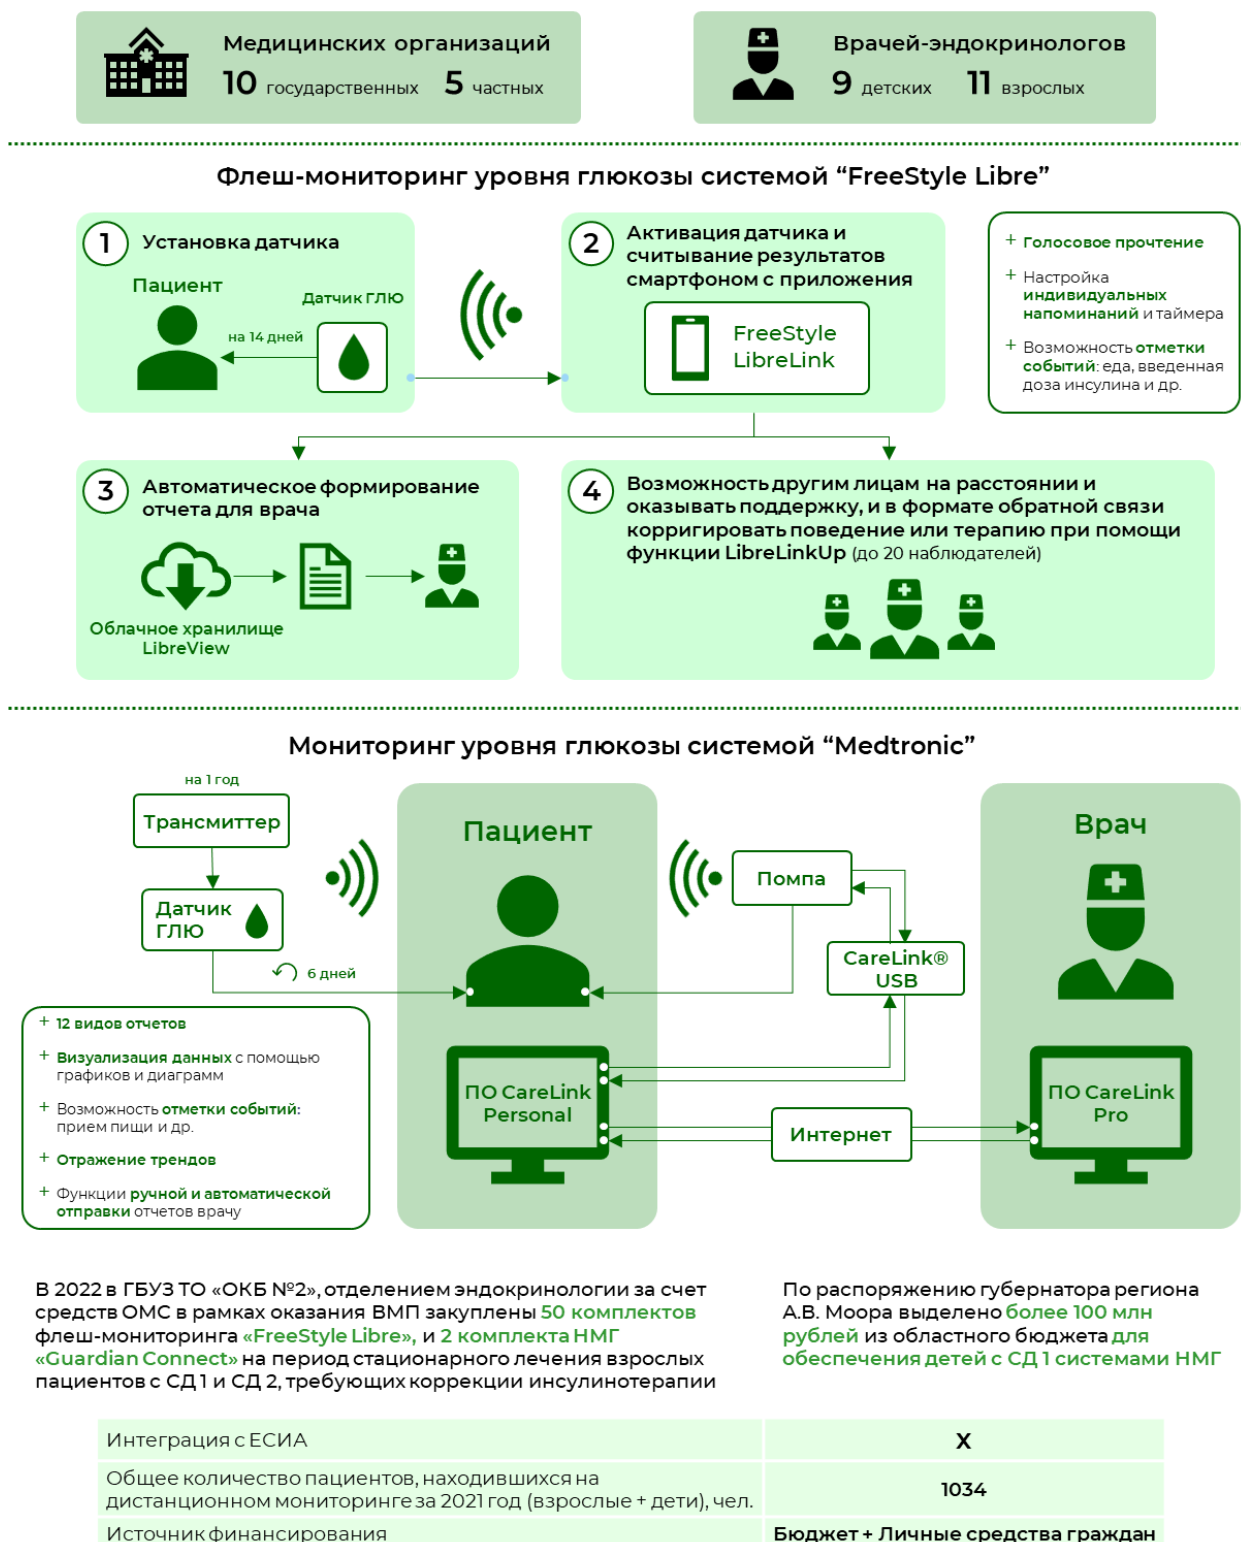 Медицинских организаций
10 государственных 5 частных
Врачей-эндокринологов
9 детских 11 взрослых
Флеш-мониторинг уровня глюкозы системой “FreeStyle Libre”
1 Установка датчика
Пациент
Датчик ГЛЮ
на 14 дней
2 Активация датчика и
считывание результатов
смартфоном с приложения
FreeStyle
LibreLink
+ Голосовое прочтение
+ Настройка
индивидуальных
напоминаний и таймера
+ Возможность отметки
событий: еда, введенная
доза инсулина и др.
3 Автоматическое формирование
отчета для врача
Облачное хранилище
LibreView
4 Возможность другим лицам на расстоянии и
оказывать поддержку, и в формате обратной связи
корригировать поведение или терапию при помощи
функции LibreLinkUp (до 20 наблюдателей)
Мониторинг уровня глюкозы системой “Medtronic”
на 1 год
Трансмиттер
Датчик
ГЛЮ
6 дней
Пациент
Помпа
CareLink®
USB
Врач
ПО CareLink
Personal
Интернет
ПО CareLink
Pro
+ 12 видов отчетов
+ Визуализация данных с помощью
графиков и диаграмм
+ Возможность отметки событий:
прием пищи и др.
+ Отражение трендов
+ Функции ручной и автоматической
отправки отчетов врачу
В 2022 в ГБУЗ ТО «ОКБ №2», отделением эндокринологии за счет
средств ОМС в рамках оказания ВМП закуплены 50 комплектов
флеш-мониторинга «FreeStyle Libre», и 2 комплекта НМГ
«Guardian Connect» на период стационарного лечения взрослых
пациентов с СД 1 и СД 2, требующих коррекции инсулинотерапии
По распоряжению губернатора региона
А.В. Моора выделено более 100 млн
рублей из областного бюджета для
обеспечения детей с СД 1 системами НМГ
Интеграция с ЕСИА X
Общее количество пациентов, находившихся на
дистанционном мониторинге за 2021 год (взрослые + дети), чел. 1034
Источник финансирования Бюджет + Личные средства граждан